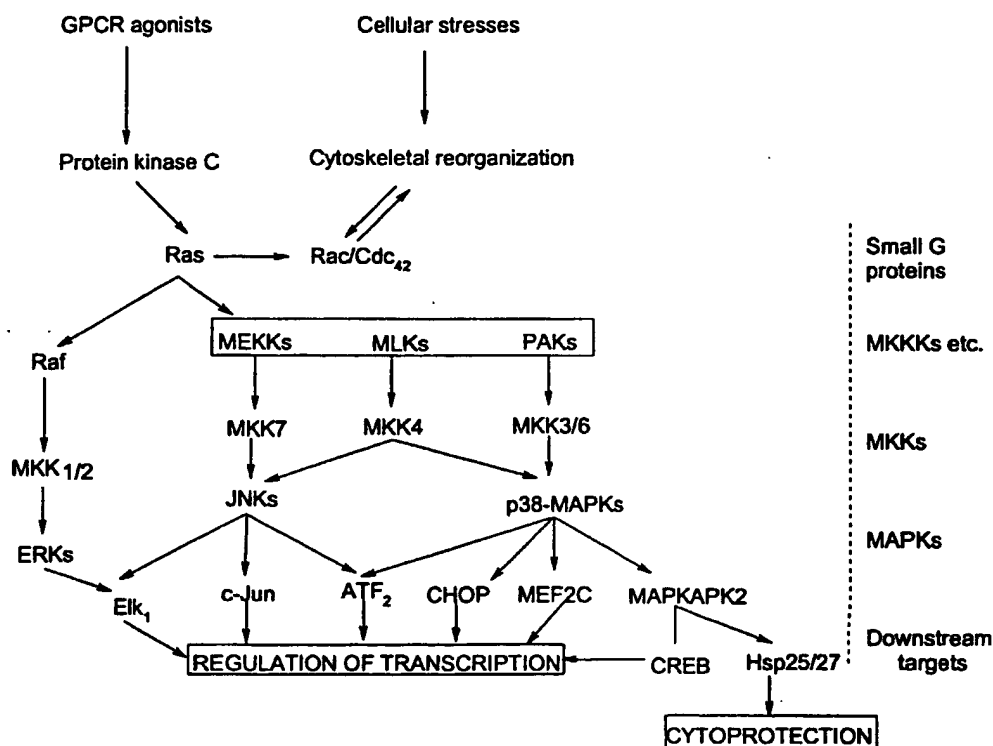 GPCR agonists
Cellular stresses
Protein kinase C
Cytoskeletal reorganization
Ras
Rac/Cdc42
Small G
proteins
Raf
MEKKs
MLKs
PAKs
MKKKs etc.
MKK7
MKK4
MKK3/6
MKKs
MKK 1/2
JNKs
p38-MAPKs
ERKs
MAPKs
Elk1
c-Jun
ATF2
CHOP
MEF2C
MAPKAPK2
REGULATION OF TRANSCRIPTION
CREB
Hsp25/27
Downstream
targets
CYTOPROTECTION